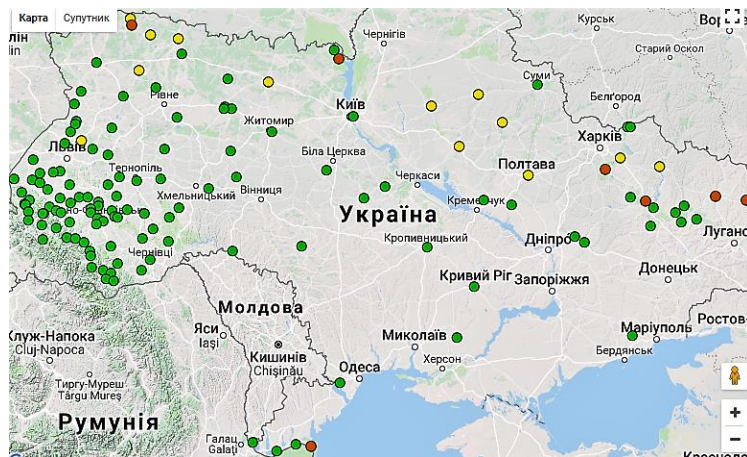 Карта
Супутник
Курськ
Чернігів
Старий Оскол
Суми
Бєлгород
Рівне
Київ
Житомир
Харків
Львів
Біла Церква
Полтава
Тернопіль
Черкаси
Хмельницький
Вінниця
Україна
Кременчук
Луганськ
Чернівці
Кропивницький
Дніпро
Донецьк
Кривий Ріг
Запоріжжя
Молдова
Ростов-
Маріуполь
Яси
Iași
Миколаїв
Клуж-Напока
Cluj-Napoca
Кишинів
Chișinău
Херсон
Бердянськ
Одеса
Тиргу-Муреш
Târgu Mureș
Румунія
Галац
Galați